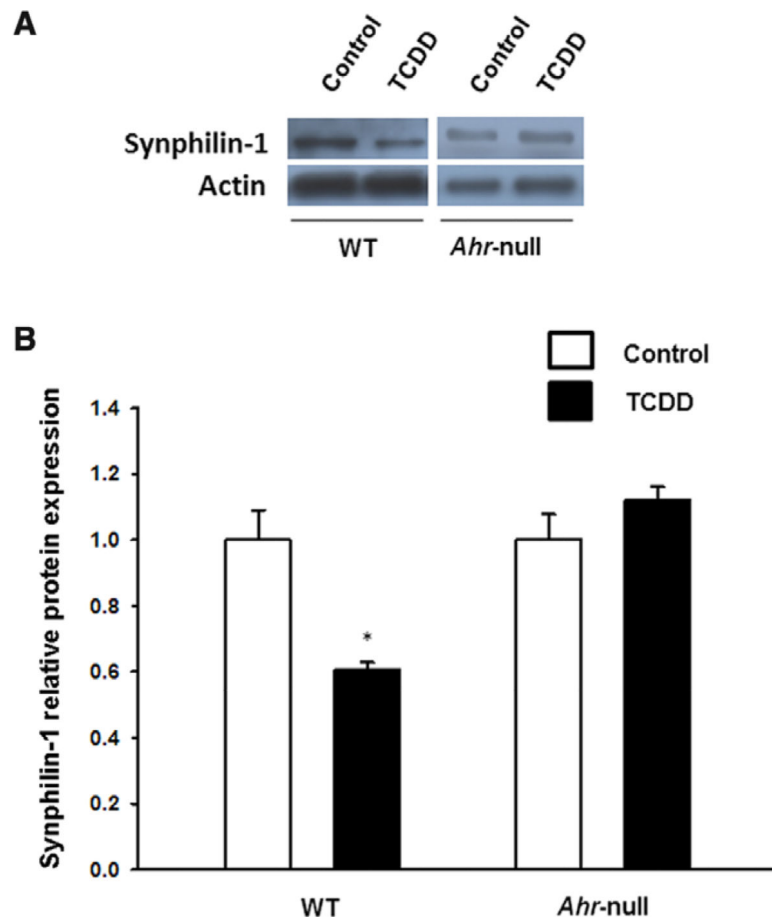 A
Control TCDD Control TCDD
Synphilin-1
Actin
WT Ahr-null
B
Control
TCDD
Synphilin-1 relative protein expression
1.4
1.2
1.0
0.8
0.6
0.4
0.2
0.0
*
WT Ahr-null